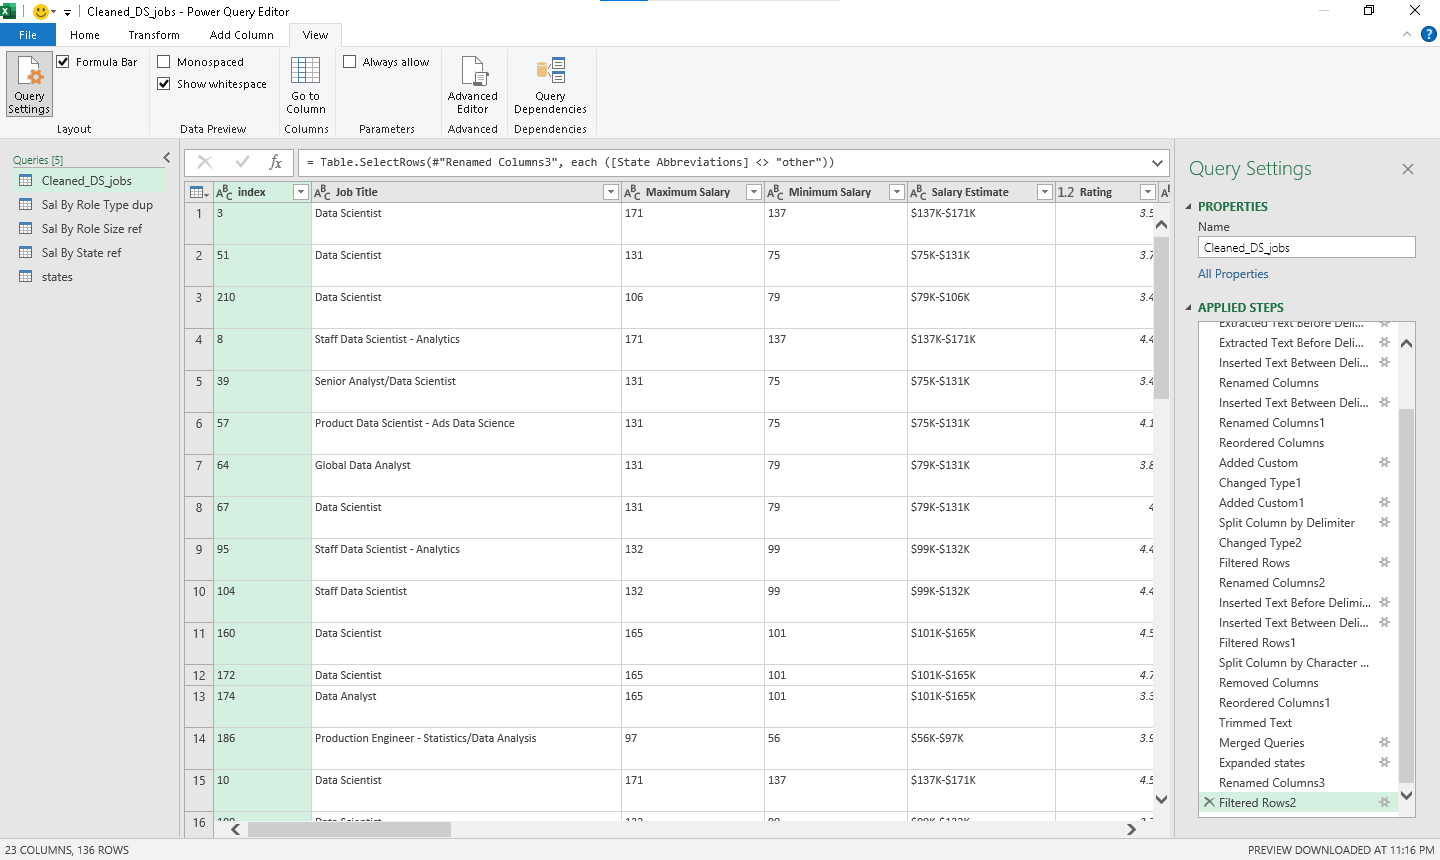 Cleaned_DS_jobs - Power Query Editor
File
Home
Transform
Add Column
View
Query Settings
Formula Bar
Layout
Monospaced
Show whitespace
Data Preview
Go to Column
Columns
Always allow
Parameters
Advanced Editor
Advanced
Query Dependencies
Dependencies
Queries [5]
Cleaned_DS_jobs
Sal By Role Type dup
Sal By Role Size ref
Sal By State ref
states
fx
= Table.SelectRows(#"Renamed Columns3", each ([State Abbreviations] <> "other"))
index Job Title Maximum Salary Minimum Salary Salary Estimate 1.2 Rating
1 3 Data Scientist 171 137 $137K-$171K 3.5
2 51 Data Scientist 131 75 $75K-$131K 3.7
3 210 Data Scientist 106 79 $79K-$106K 3.4
4 8 Staff Data Scientist - Analytics 171 137 $137K-$171K 4.4
5 39 Senior Analyst/Data Scientist 131 75 $75K-$131K 3.4
6 57 Product Data Scientist - Ads Data Science 131 75 $75K-$131K 4.1
7 64 Global Data Analyst 131 79 $79K-$131K 3.8
8 67 Data Scientist 131 79 $79K-$131K 4
9 95 Staff Data Scientist - Analytics 132 99 $99K-$132K 4.4
10 104 Staff Data Scientist 132 99 $99K-$132K 4.4
11 160 Data Scientist 165 101 $101K-$165K 4.5
12 172 Data Scientist 165 101 $101K-$165K 4.7
13 174 Data Analyst 165 101 $101K-$165K 3.3
14 186 Production Engineer - Statistics/Data Analysis 97 56 $56K-$97K 3.9
15 10 Data Scientist 171 137 $137K-$171K 4.5
16
Query Settings
PROPERTIES
Name
Cleaned_DS_jobs
All Properties
APPLIED STEPS
Extracted Text Before Deli...
Extracted Text Before Deli...
Inserted Text Between Deli...
Renamed Columns
Inserted Text Between Deli...
Renamed Columns1
Reordered Columns
Added Custom
Changed Type1
Added Custom1
Split Column by Delimiter
Changed Type2
Filtered Rows
Renamed Columns2
Inserted Text Before Delimi...
Inserted Text Between Deli...
Filtered Rows1
Split Column by Character ...
Removed Columns
Reordered Columns1
Trimmed Text
Merged Queries
Expanded states
Renamed Columns3
Filtered Rows2
23 COLUMNS, 136 ROWS
PREVIEW DOWNLOADED AT 11:16 PM